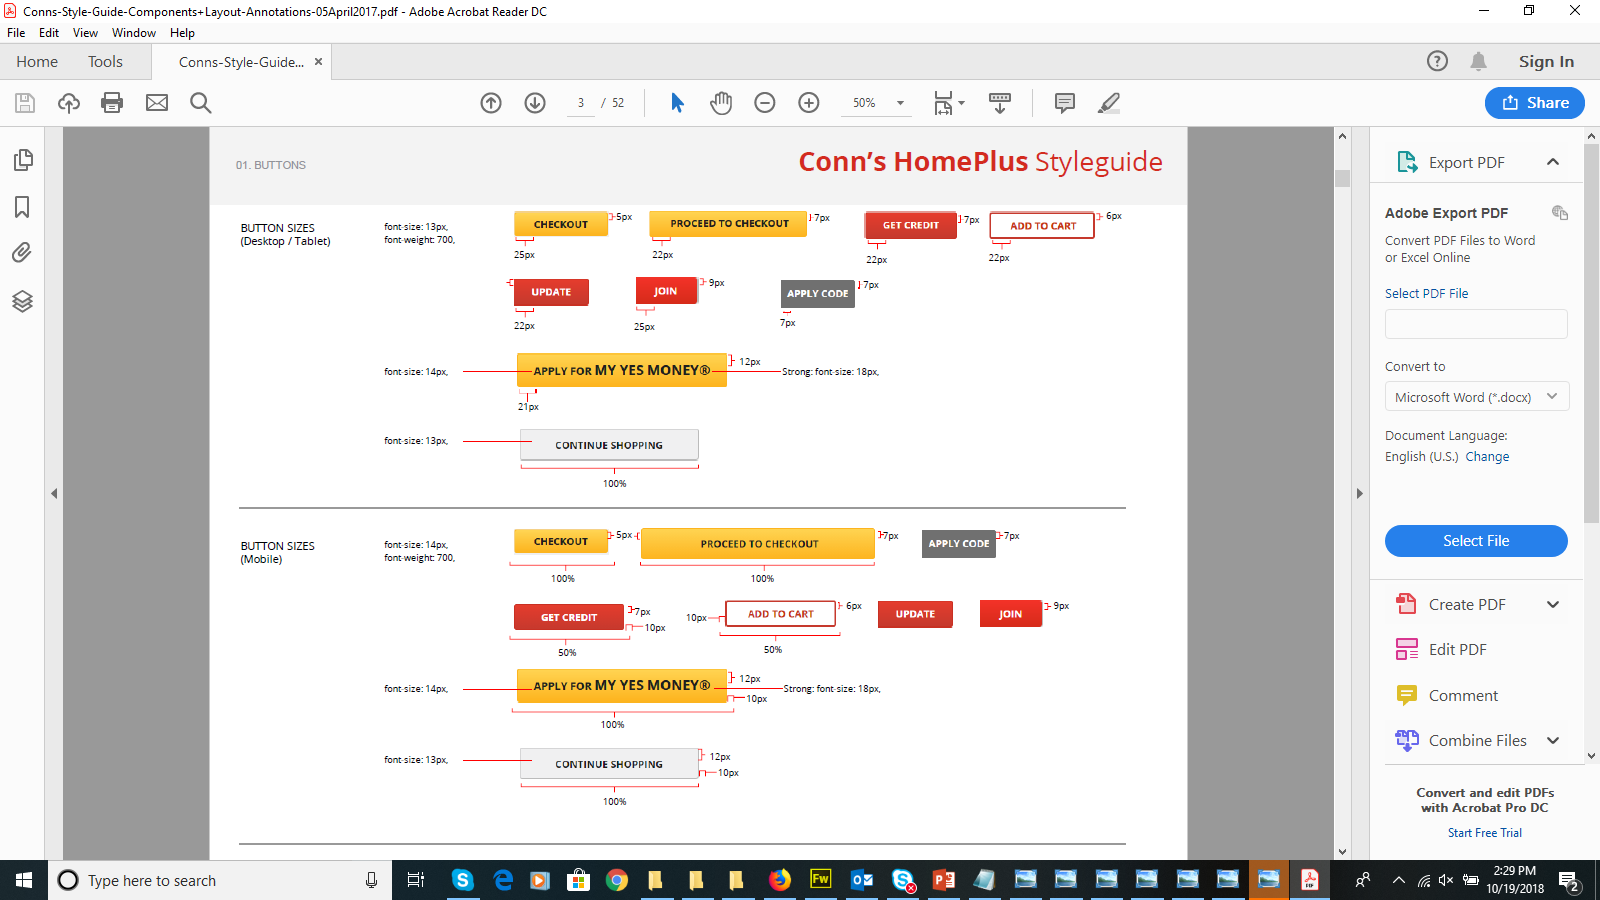 Conns-Style-Guide-Components+Layout-Annotations-05April2017.pdf - Adobe Acrobat Reader DC
File Edit View Window Help
Home Tools Conns-Style-Guide... × Sign In
3 / 52 50% Share
01. BUTTONS
Conn's HomePlus Styleguide
BUTTON SIZES
(Desktop / Tablet)
font-size: 13px,
font-weight: 700,
CHECKOUT 5px PROCEED TO CHECKOUT 7px GET CREDIT 7px ADD TO CART 6px
25px 22px 22px 22px
UPDATE JOIN 9px APPLY CODE 7px
22px 25px 7px
font-size: 14px, APPLY FOR MY YES MONEY® 12px Strong: font-size: 18px,
21px
font-size: 13px, CONTINUE SHOPPING
100%
BUTTON SIZES
(Mobile)
font-size: 14px,
font-weight: 700,
CHECKOUT 5px PROCEED TO CHECKOUT 7px APPLY CODE 7px
100% 100%
GET CREDIT 7px 10px 10px ADD TO CART 6px UPDATE JOIN 9px
50% 50%
font-size: 14px, APPLY FOR MY YES MONEY® 12px Strong: font-size: 18px,
10px
100%
font-size: 13px, CONTINUE SHOPPING 12px
10px
100%
Export PDF
Adobe Export PDF
Convert PDF Files to Word
or Excel Online
Select PDF File
Convert to
Microsoft Word (*.docx)
Document Language:
English (U.S.) Change
Select File
Create PDF
Edit PDF
Comment
Combine Files
Convert and edit PDFs
with Acrobat Pro DC
Start Free Trial
Type here to search
Fw
2:29 PM
10/19/2018
2